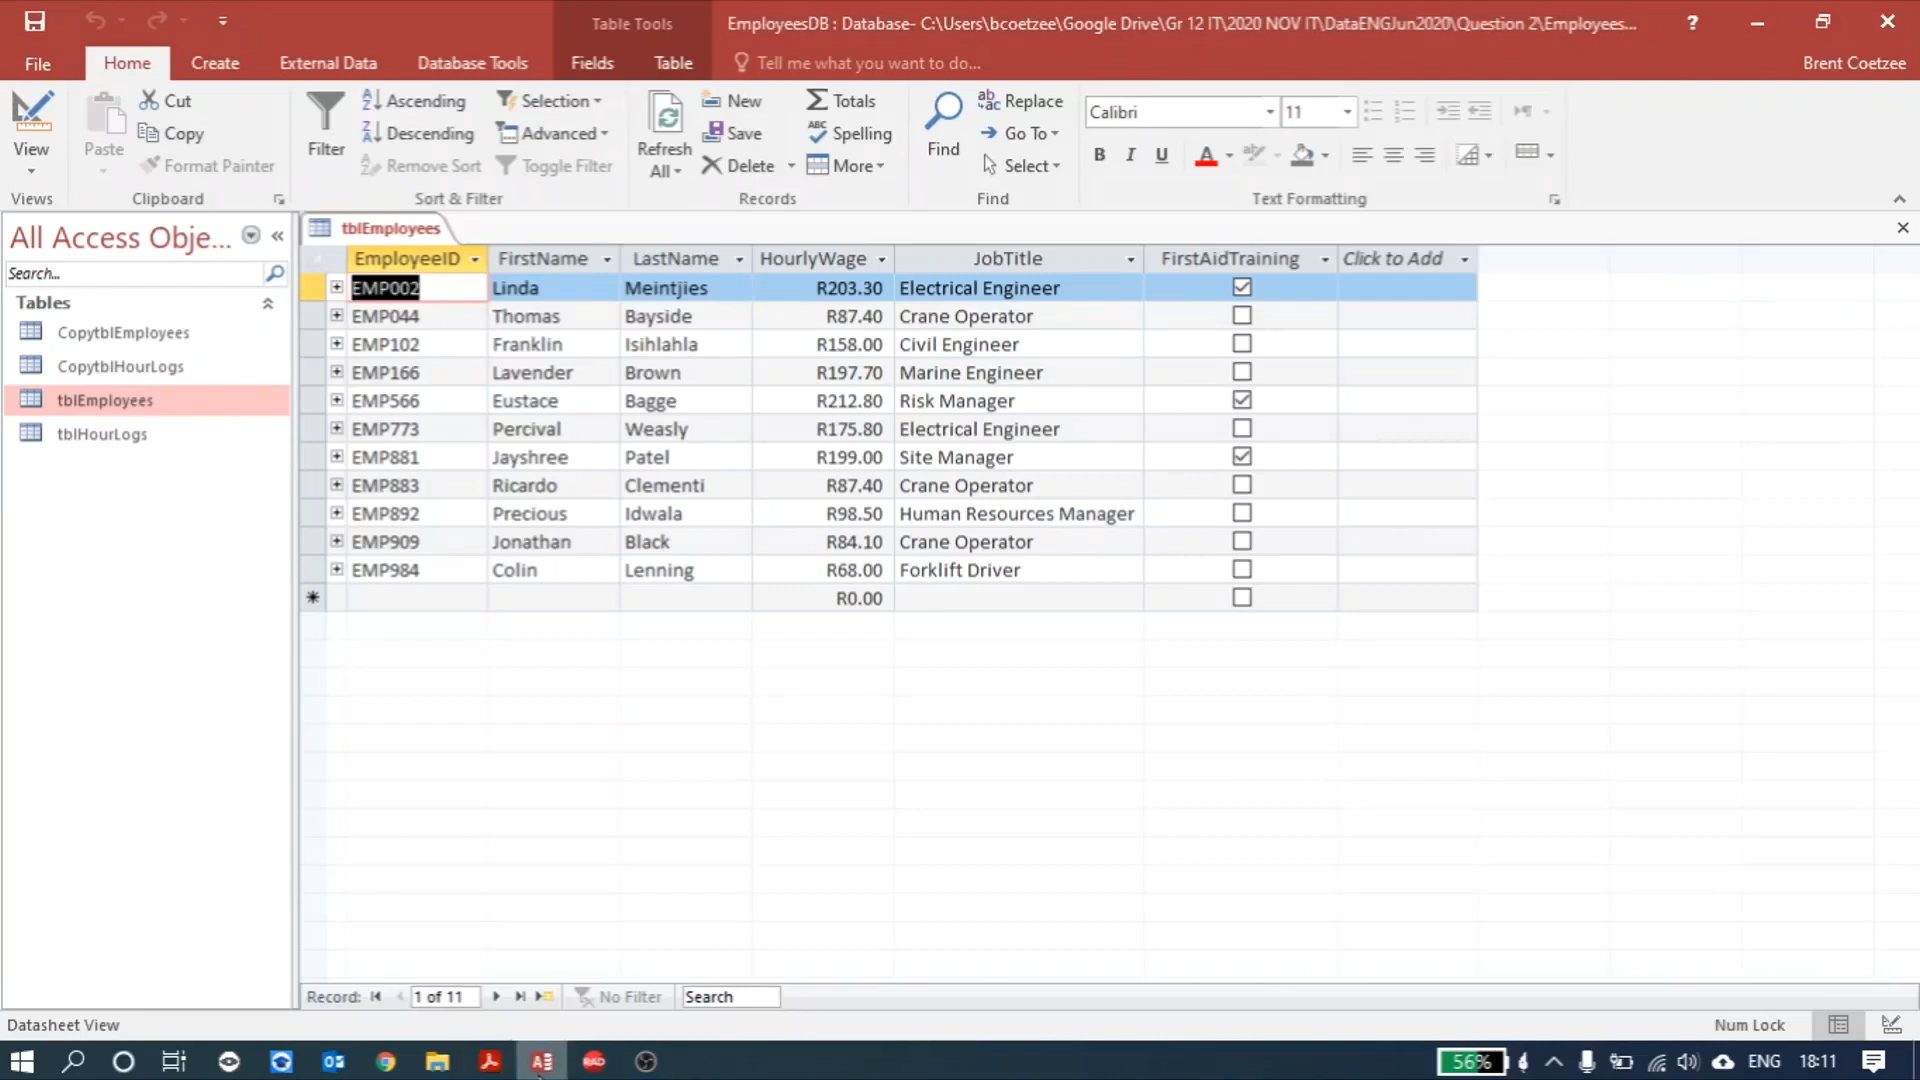 Table Tools
EmployeesDB : Database- C:\Users\bcoetzee\Google Drive\Gr 12 IT\2020 NOV IT\DataENGJun2020\Question 2\Employees...
File Home Create External Data Database Tools Fields Table Tell me what you want to do... Brent Coetzee
View
Views
Paste
Cut
Copy
Format Painter
Clipboard
Filter
Ascending
Descending
Remove Sort
Selection
Advanced
Toggle Filter
Sort & Filter
Refresh
All
New
Save
Delete
Totals
Spelling
More
Records
Find
Replace
Go To
Select
Find
Calibri 11
B I U A
Text Formatting
All Access Obje...
Search...
Tables
CopytblEmployees
CopytblHourLogs
tblEmployees
tblHourLogs
tblEmployees
EmployeeID FirstName LastName HourlyWage JobTitle FirstAidTraining Click to Add
EMP002 Linda Meintjies R203.30 Electrical Engineer
EMP044 Thomas Bayside R87.40 Crane Operator
EMP102 Franklin Isihlahla R158.00 Civil Engineer
EMP166 Lavender Brown R197.70 Marine Engineer
EMP566 Eustace Bagge R212.80 Risk Manager
EMP773 Percival Weasly R175.80 Electrical Engineer
EMP881 Jayshree Patel R199.00 Site Manager
EMP883 Ricardo Clementi R87.40 Crane Operator
EMP892 Precious Idwala R98.50 Human Resources Manager
EMP909 Jonathan Black R84.10 Crane Operator
EMP984 Colin Lenning R68.00 Forklift Driver
R0.00
Record: 1 of 11 No Filter Search
Datasheet View Num Lock
56% ENG 18:11